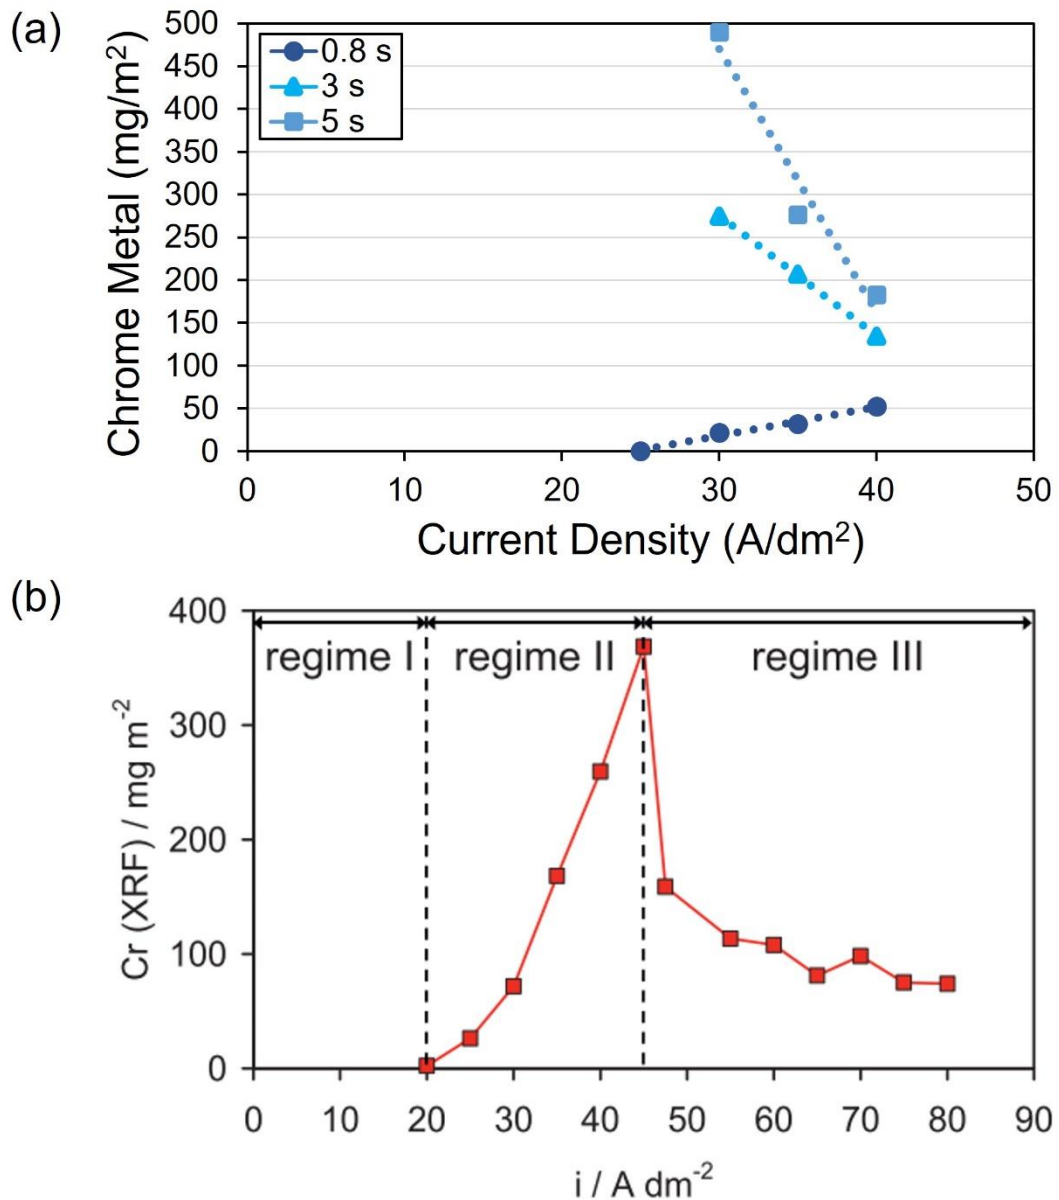 (a)
500
450
400
350
300
250
200
150
100
50
0
Chrome Metal (mg/m²)
0.8 s
3 s
5 s
0 10 20 30 40 50
Current Density (A/dm²)
(b)
400
300
200
100
0
Cr (XRF) / mg m⁻²
regime I regime II regime III
0 10 20 30 40 50 60 70 80 90
i / A dm⁻²